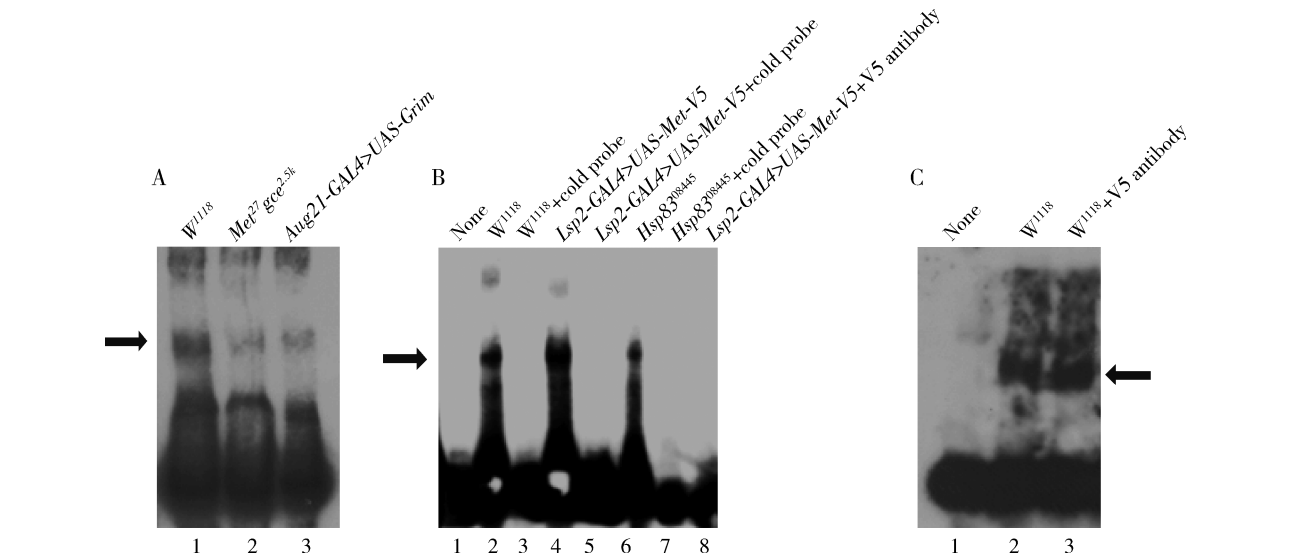 A
W1118
Met27 gce2.5k
Aug21-GAL4>UAS-Grim
1 2 3
B
None
W1118
W1118+cold probe
Lsp2-GAL4>UAS-Met-V5
Lsp2-GAL4>UAS-Met-V5+cold probe
Hsp8308445
Hsp8308445+cold probe
Lsp2-GAL4>UAS-Met-V5+V5 antibody
1 2 3 4 5 6 7 8
C
None
W1118
W1118+V5 antibody
1 2 3